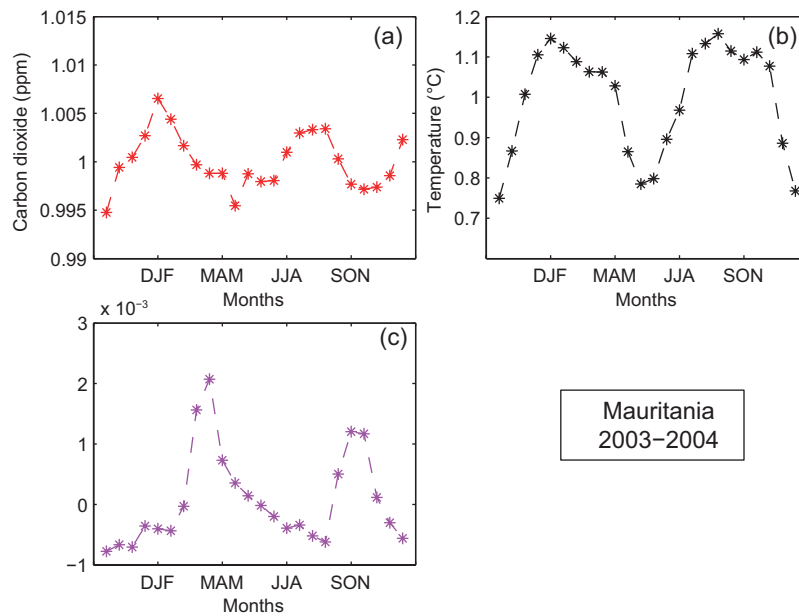 1.015
1.01
1.005
1
0.995
0.99
Carbon dioxide (ppm)
(a)
DJF MAM JJA SON
Months
1.2
1.1
1
0.9
0.8
0.7
Temperature (°C)
(b)
DJF MAM JJA SON
Months
x 10⁻³
3
2
1
0
−1
(c)
DJF MAM JJA SON
Months
Mauritania
2003−2004